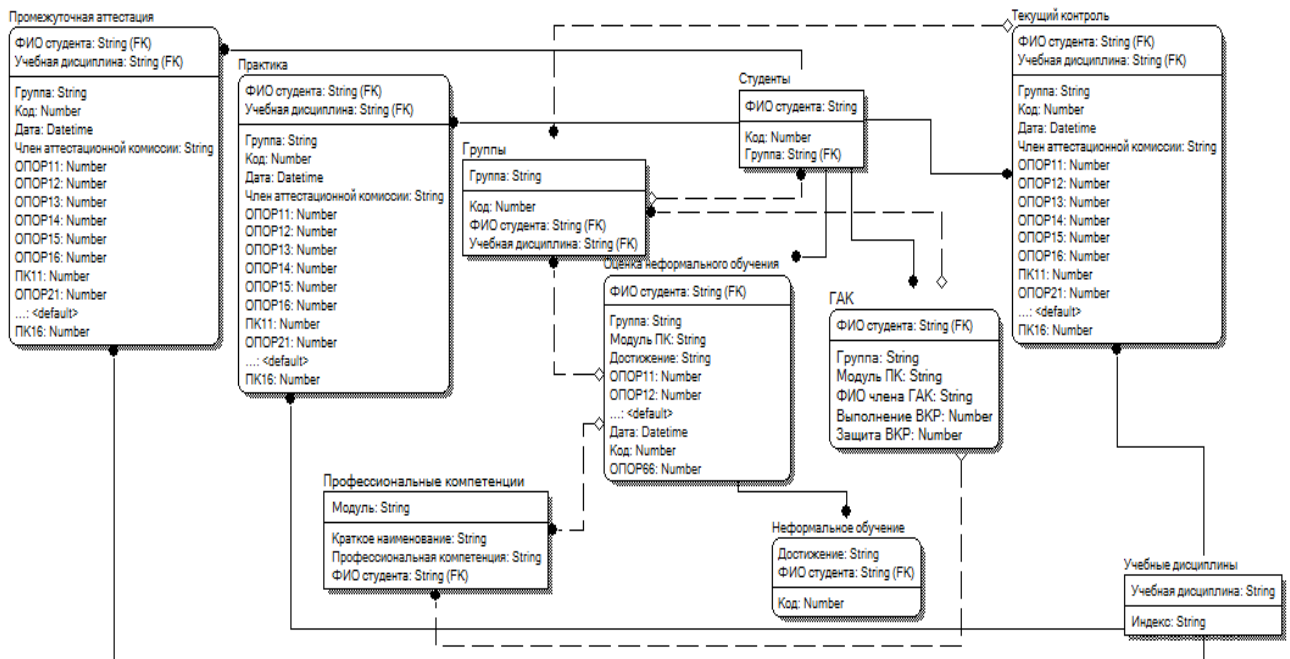 Промежуточная аттестация
ФИО студента: String (FK)
Учебная дисциплина: String (FK)
Группа: String
Код: Number
Дата: Datetime
Член аттестационной комиссии: String
ОПОР11: Number
ОПОР12: Number
ОПОР13: Number
ОПОР14: Number
ОПОР15: Number
ОПОР16: Number
ПК11: Number
ОПОР21: Number
...: <default>
ПК16: Number
Практика
ФИО студента: String (FK)
Учебная дисциплина: String (FK)
Группа: String
Код: Number
Дата: Datetime
Член аттестационной комиссии: String
ОПОР11: Number
ОПОР12: Number
ОПОР13: Number
ОПОР14: Number
ОПОР15: Number
ОПОР16: Number
ПК11: Number
ОПОР21: Number
...: <default>
ПК16: Number
Группы
Группа: String
Код: Number
ФИО студента: String (FK)
Учебная дисциплина: String (FK)
Студенты
ФИО студента: String
Код: Number
Группа: String (FK)
Текущий контроль
ФИО студента: String (FK)
Учебная дисциплина: String (FK)
Группа: String
Код: Number
Дата: Datetime
Член аттестационной комиссии: String
ОПОР11: Number
ОПОР12: Number
ОПОР13: Number
ОПОР14: Number
ОПОР15: Number
ОПОР16: Number
ПК11: Number
ОПОР21: Number
...: <default>
ПК16: Number
Оценка неформального обучения
ФИО студента: String (FK)
Группа: String
Модуль ПК: String
Достижение: String
ОПОР11: Number
ОПОР12: Number
...: <default>
Дата: Datetime
Код: Number
ОПОР66: Number
ГАК
ФИО студента: String (FK)
Группа: String
Модуль ПК: String
ФИО члена ГАК: String
Выполнение ВКР: Number
Защита ВКР: Number
Профессиональные компетенции
Модуль: String
Краткое наименование: String
Профессиональная компетенция: String
ФИО студента: String (FK)
Неформальное обучение
Достижение: String
ФИО студента: String (FK)
Код: Number
Учебные дисциплины
Учебная дисциплина: String
Индекс: String